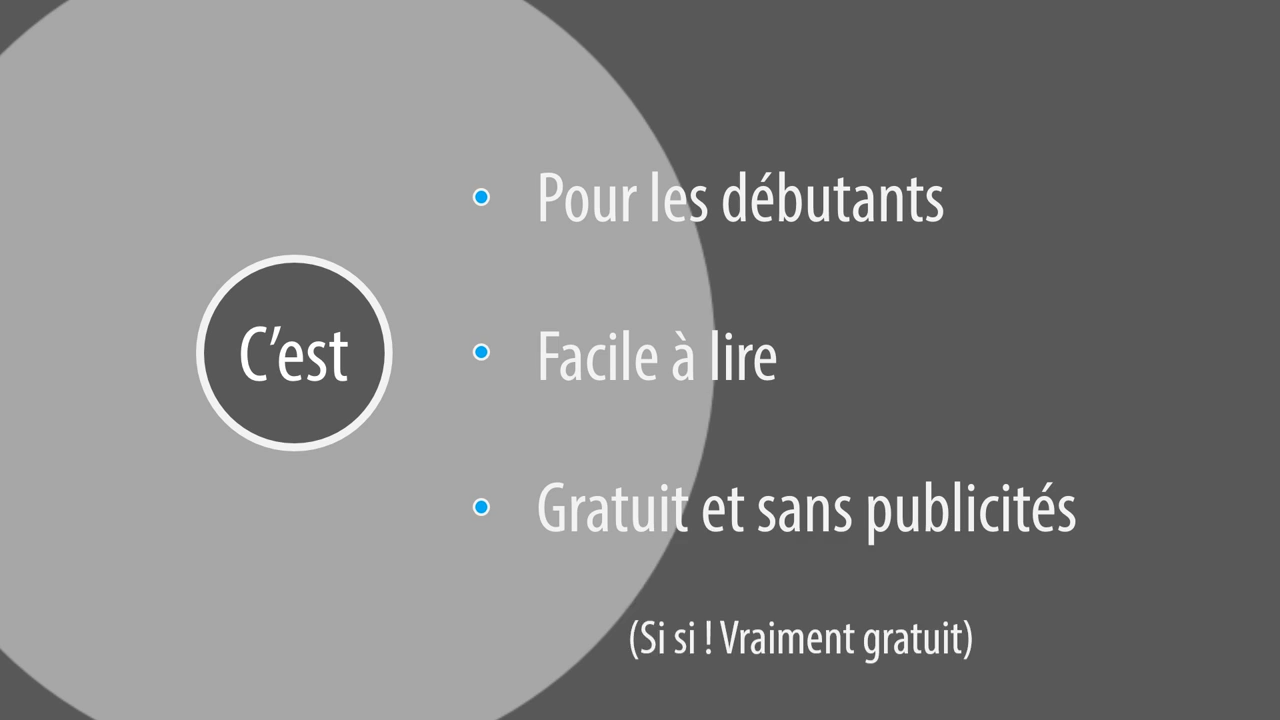 C’est
Pour les débutants
Facile à lire
Gratuit et sans publicités
(Si si ! Vraiment gratuit)